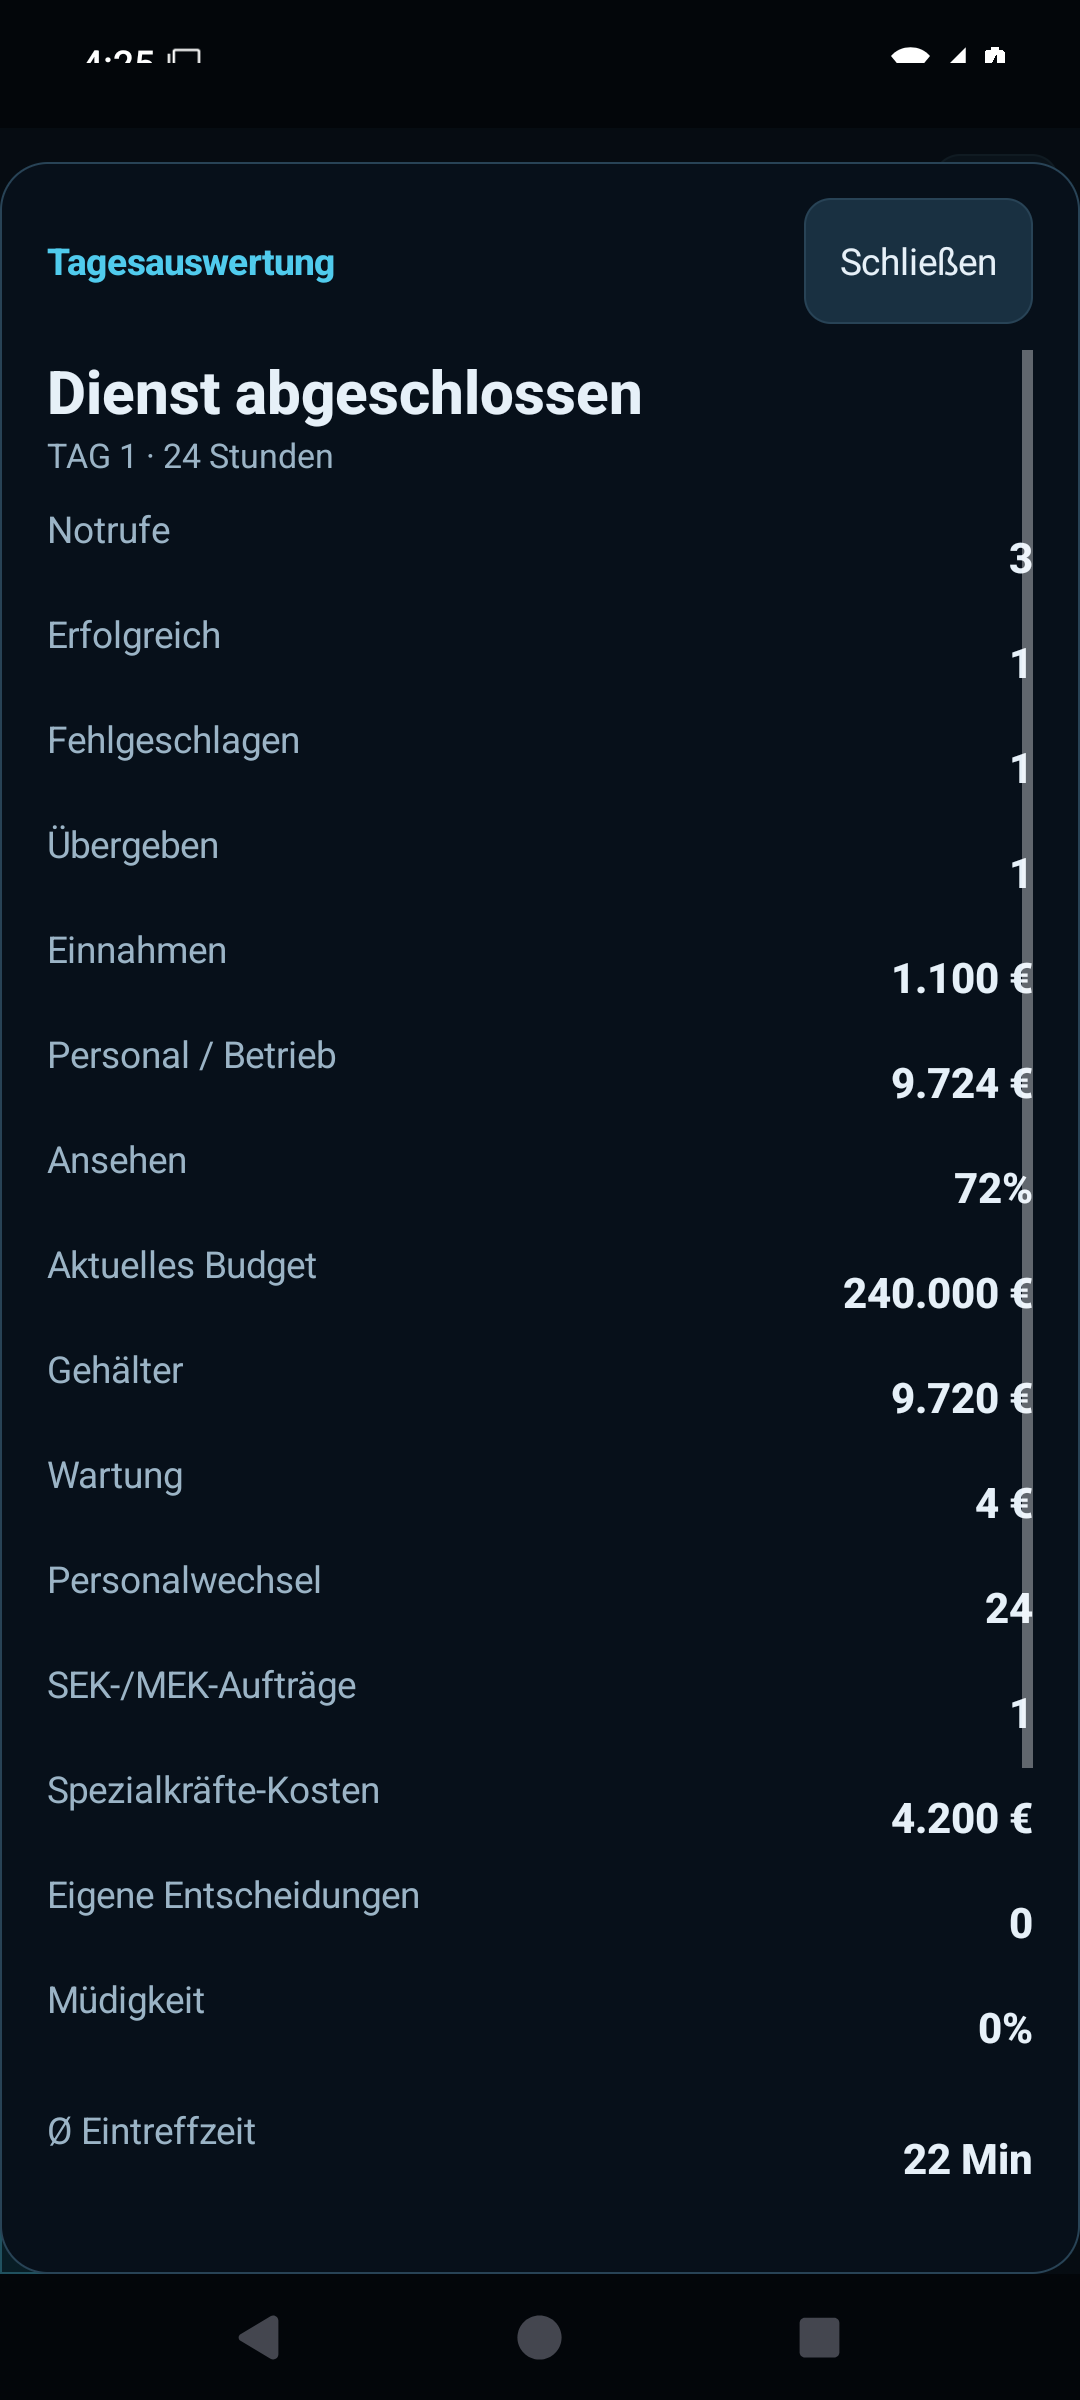 4:25
Tagesauswertung
Schließen
Dienst abgeschlossen
TAG 1 · 24 Stunden
Notrufe
3
Erfolgreich
1
Fehlgeschlagen
1
Übergeben
1
Einnahmen
1.100 €
Personal / Betrieb
9.724 €
Ansehen
72%
Aktuelles Budget
240.000 €
Gehälter
9.720 €
Wartung
4 €
Personalwechsel
24
SEK-/MEK-Aufträge
1
Spezialkräfte-Kosten
4.200 €
Eigene Entscheidungen
0
Müdigkeit
0%
Ø Eintreffzeit
22 Min